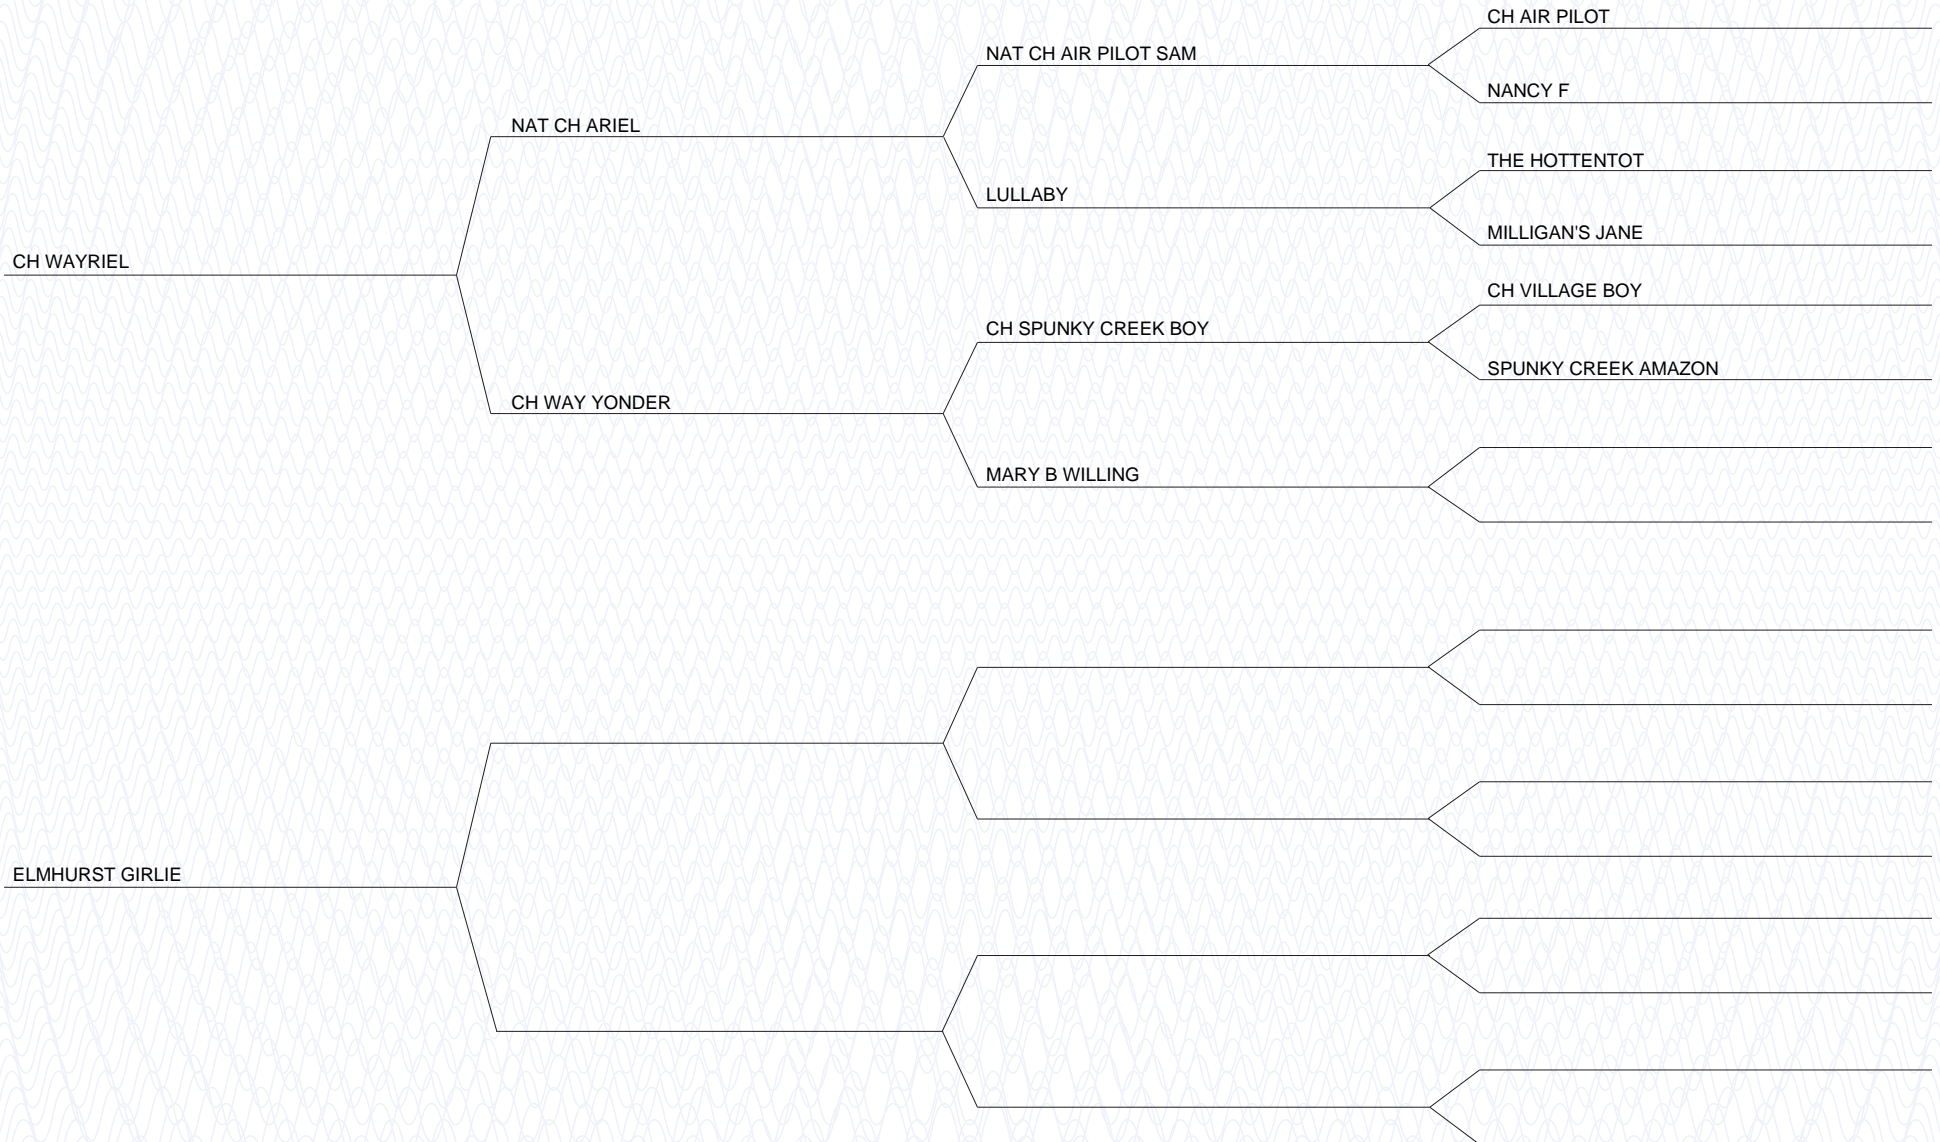 CH AIR PILOT
NAT CH AIR PILOT SAM
NANCY F
NAT CH ARIEL
THE HOTTENTOT
LULLABY
MILLIGAN'S JANE
CH WAYRIEL
CH VILLAGE BOY
CH SPUNKY CREEK BOY
SPUNKY CREEK AMAZON
CH WAY YONDER
MARY B WILLING
ELMHURST GIRLIE